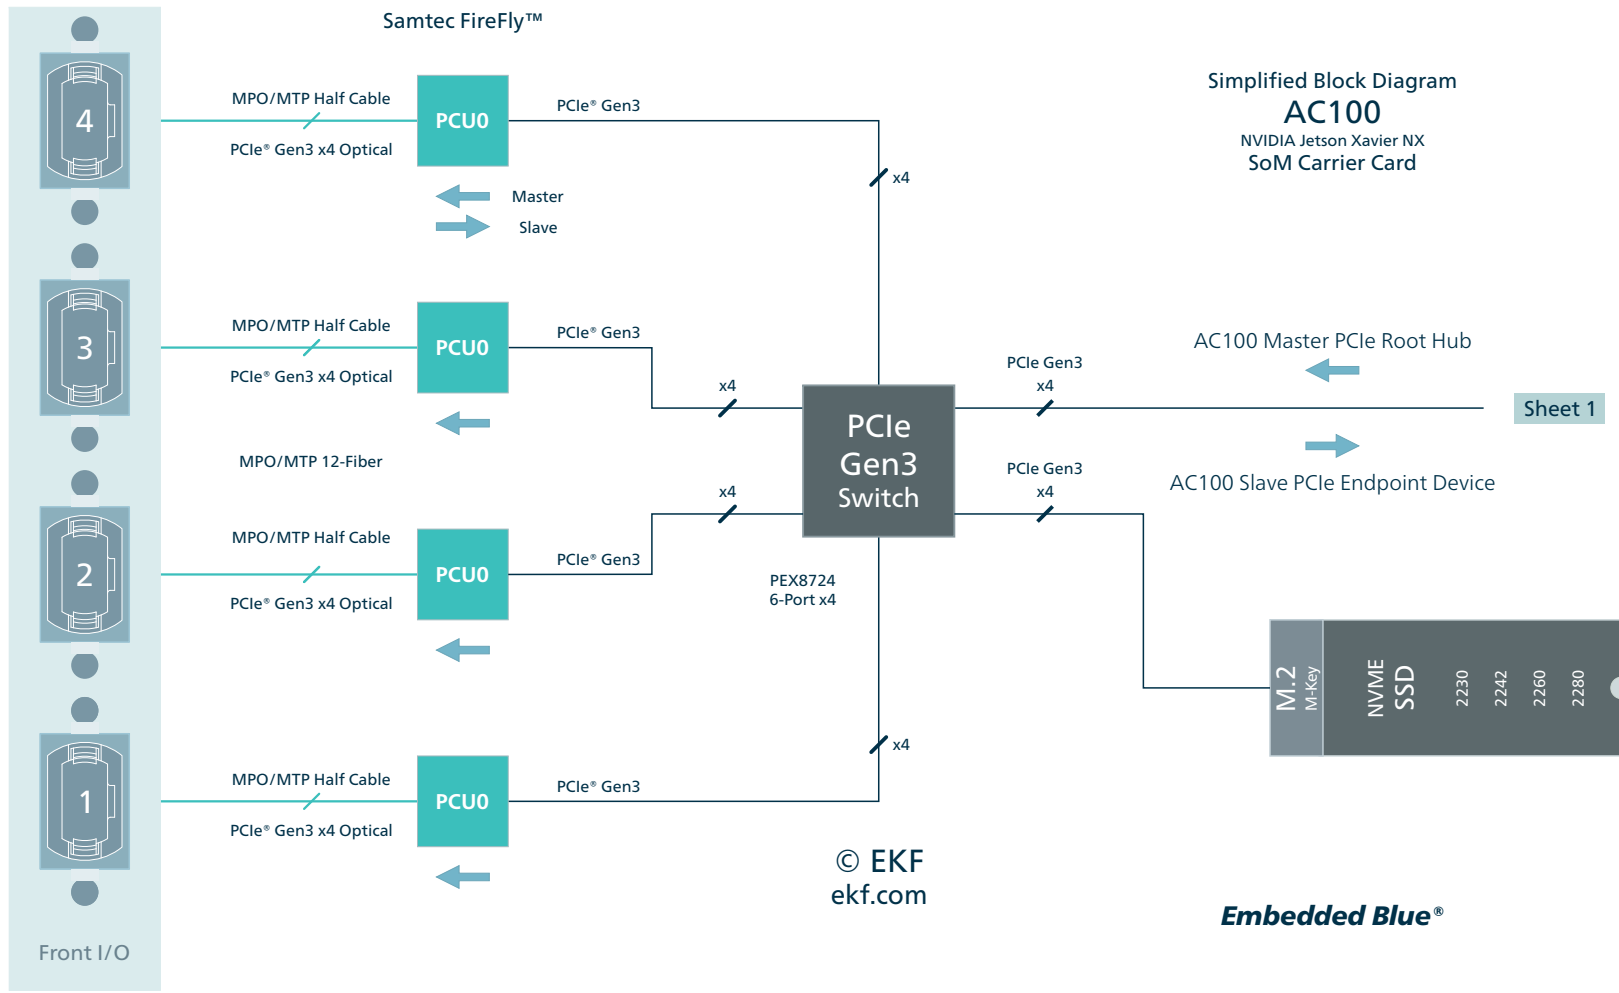 Samtec FireFly™
Simplified Block Diagram
AC100
NVIDIA Jetson Xavier NX
SoM Carrier Card
4
MPO/MTP Half Cable
PCIe® Gen3 x4 Optical
PCU0
PCIe® Gen3
x4
Master
Slave
3
MPO/MTP Half Cable
PCIe® Gen3 x4 Optical
PCU0
PCIe® Gen3
x4
MPO/MTP 12-Fiber
PCIe
Gen3
Switch
PEX8724
6-Port x4
PCIe Gen3
x4
AC100 Master PCIe Root Hub
Sheet 1
AC100 Slave PCIe Endpoint Device
PCIe Gen3
x4
2
MPO/MTP Half Cable
PCIe® Gen3 x4 Optical
PCU0
PCIe® Gen3
x4
M.2
M-Key
NVME
SSD
2230
2242
2260
2280
1
MPO/MTP Half Cable
PCIe® Gen3 x4 Optical
PCU0
PCIe® Gen3
x4
© EKF
ekf.com
Embedded Blue®
Front I/O